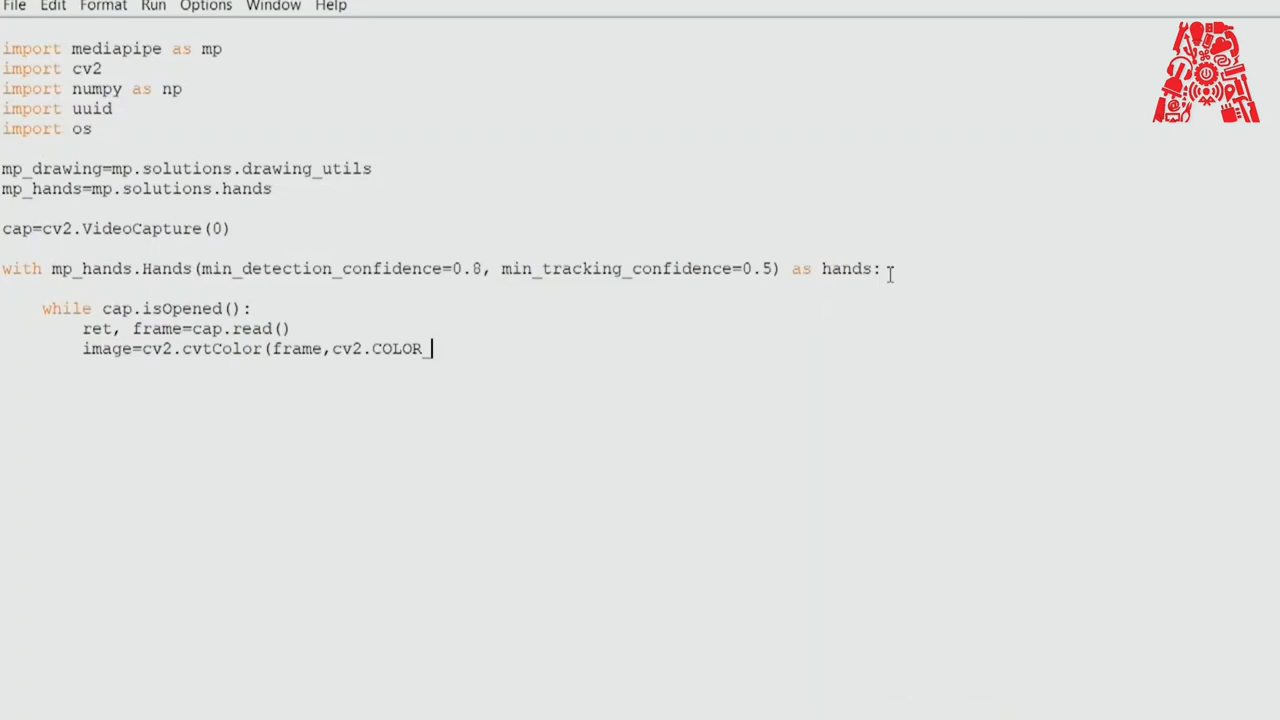 File Edit Format Run Options Window Help
import mediapipe as mp
import cv2
import numpy as np
import uuid
import os
mp_drawing=mp.solutions.drawing_utils
mp_hands=mp.solutions.hands
cap=cv2.VideoCapture(0)
with mp_hands.Hands(min_detection_confidence=0.8, min_tracking_confidence=0.5) as hands:
    while cap.isOpened():
        ret, frame=cap.read()
        image=cv2.cvtColor(frame,cv2.COLOR_